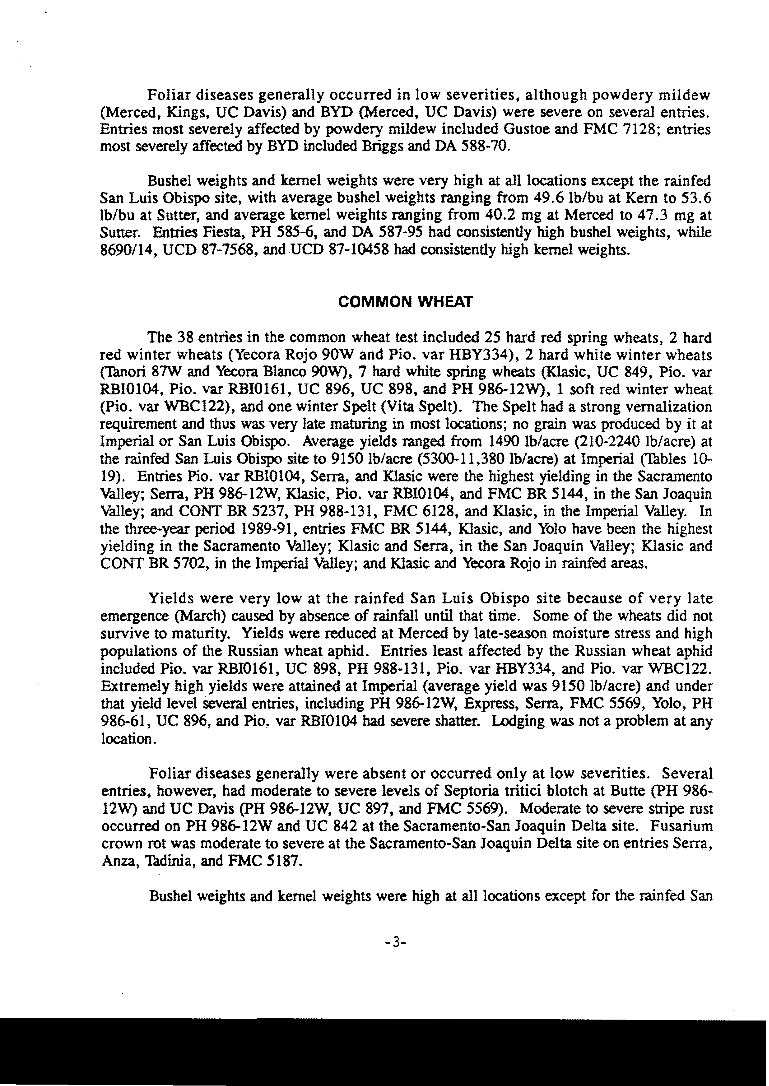 Foliar diseases generally occurred in low severities, although powdery mildew
(Merced, Kings, UC Davis) and BYD (Merced, UC Davis) were severe on several entries.
Entries most severely affected by powdery mildew included Gustoe and FMC 7128; entries
most severely affected by BYD included Briggs and DA 588-70.
Bushel weights and kernel weights were very high at all locations except the rainfed
San Luis Obispo site, with average bushel weights ranging from 49.6 lb/bu at Kern to 53.6
lb/bu at Sutter, and average kernel weights ranging from 40.2 mg at Merced to 47.3 mg at
Sutter. Entries Fiesta, PH 585-6, and DA 587-95 had consistently high bushel weights, while
8690/14, UCD 87-7568, and UCD 87-10458 had consistently high kernel weights.
COMMON WHEAT
The 38 entries in the common wheat test included 25 hard red spring wheats, 2 hard
red winter wheats (Yecora Rojo 90W and Pio. var HBY334), 2 hard white winter wheats
(Tanori 87W and Yecora Blanco 90W), 7 hard white spring wheats (Klasic, UC 849, Pio. var
RBI0104, Pio. var RBI0161, UC 896, UC 898, and PH 986-12W), 1 soft red winter wheat
(Pio. var WBC122), and one winter Spelt (Vita Spelt). The Spelt had a strong vernalization
requirement and thus was very late maturing in most locations; no grain was produced by it at
Imperial or San Luis Obispo. Average yields ranged from 1490 lb/acre (210-2240 lb/acre) at
the rainfed San Luis Obispo site to 9150 lb/acre (5300-11,380 lb/acre) at Imperial (Tables 10-
19). Entries Pio. var RBI0104, Serra, and Klasic were the highest yielding in the Sacramento
Valley; Serra, PH 986-12W, Klasic, Pio. var RBI0104, and FMC BR 5144, in the San Joaquin
Valley; and CONT BR 5237, PH 988-131, FMC 6128, and Klasic, in the Imperial Valley. In
the three-year period 1989-91, entries FMC BR 5144, Klasic, and Yolo have been the highest
yielding in the Sacramento Valley; Klasic and Serra, in the San Joaquin Valley; Klasic and
CONT BR 5702, in the Imperial Valley; and Klasic and Yecora Rojo in rainfed areas.
Yields were very low at the rainfed San Luis Obispo site because of very late
emergence (March) caused by absence of rainfall until that time. Some of the wheats did not
survive to maturity. Yields were reduced at Merced by late-season moisture stress and high
populations of the Russian wheat aphid. Entries least affected by the Russian wheat aphid
included Pio. var RBI0161, UC 898, PH 988-131, Pio. var HBY334, and Pio. var WBC122.
Extremely high yields were attained at Imperial (average yield was 9150 lb/acre) and under
that yield level several entries, including PH 986-12W, Express, Serra, FMC 5569, Yolo, PH
986-61, UC 896, and Pio. var RBI0104 had severe shatter. Lodging was not a problem at any
location.
Foliar diseases generally were absent or occurred only at low severities. Several
entries, however, had moderate to severe levels of Septoria tritici blotch at Butte (PH 986-
12W) and UC Davis (PH 986-12W, UC 897, and FMC 5569). Moderate to severe stripe rust
occurred on PH 986-12W and UC 842 at the Sacramento-San Joaquin Delta site. Fusarium
crown rot was moderate to severe at the Sacramento-San Joaquin Delta site on entries Serra,
Anza, Tadinia, and FMC 5187.
Bushel weights and kernel weights were high at all locations except for the rainfed San
-3-